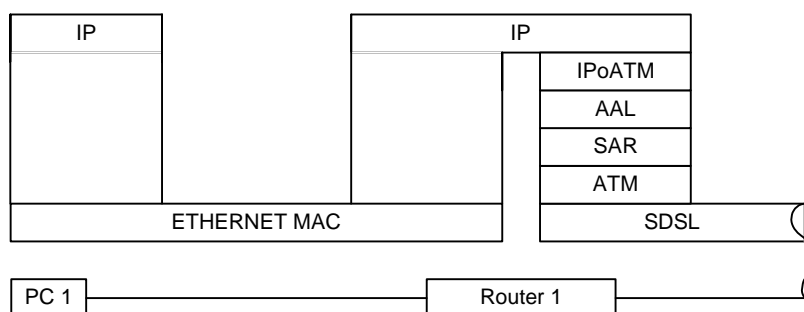 IP
IP
IPoATM
AAL
SAR
ATM
ETHERNET MAC
SDSL
PC 1
Router 1